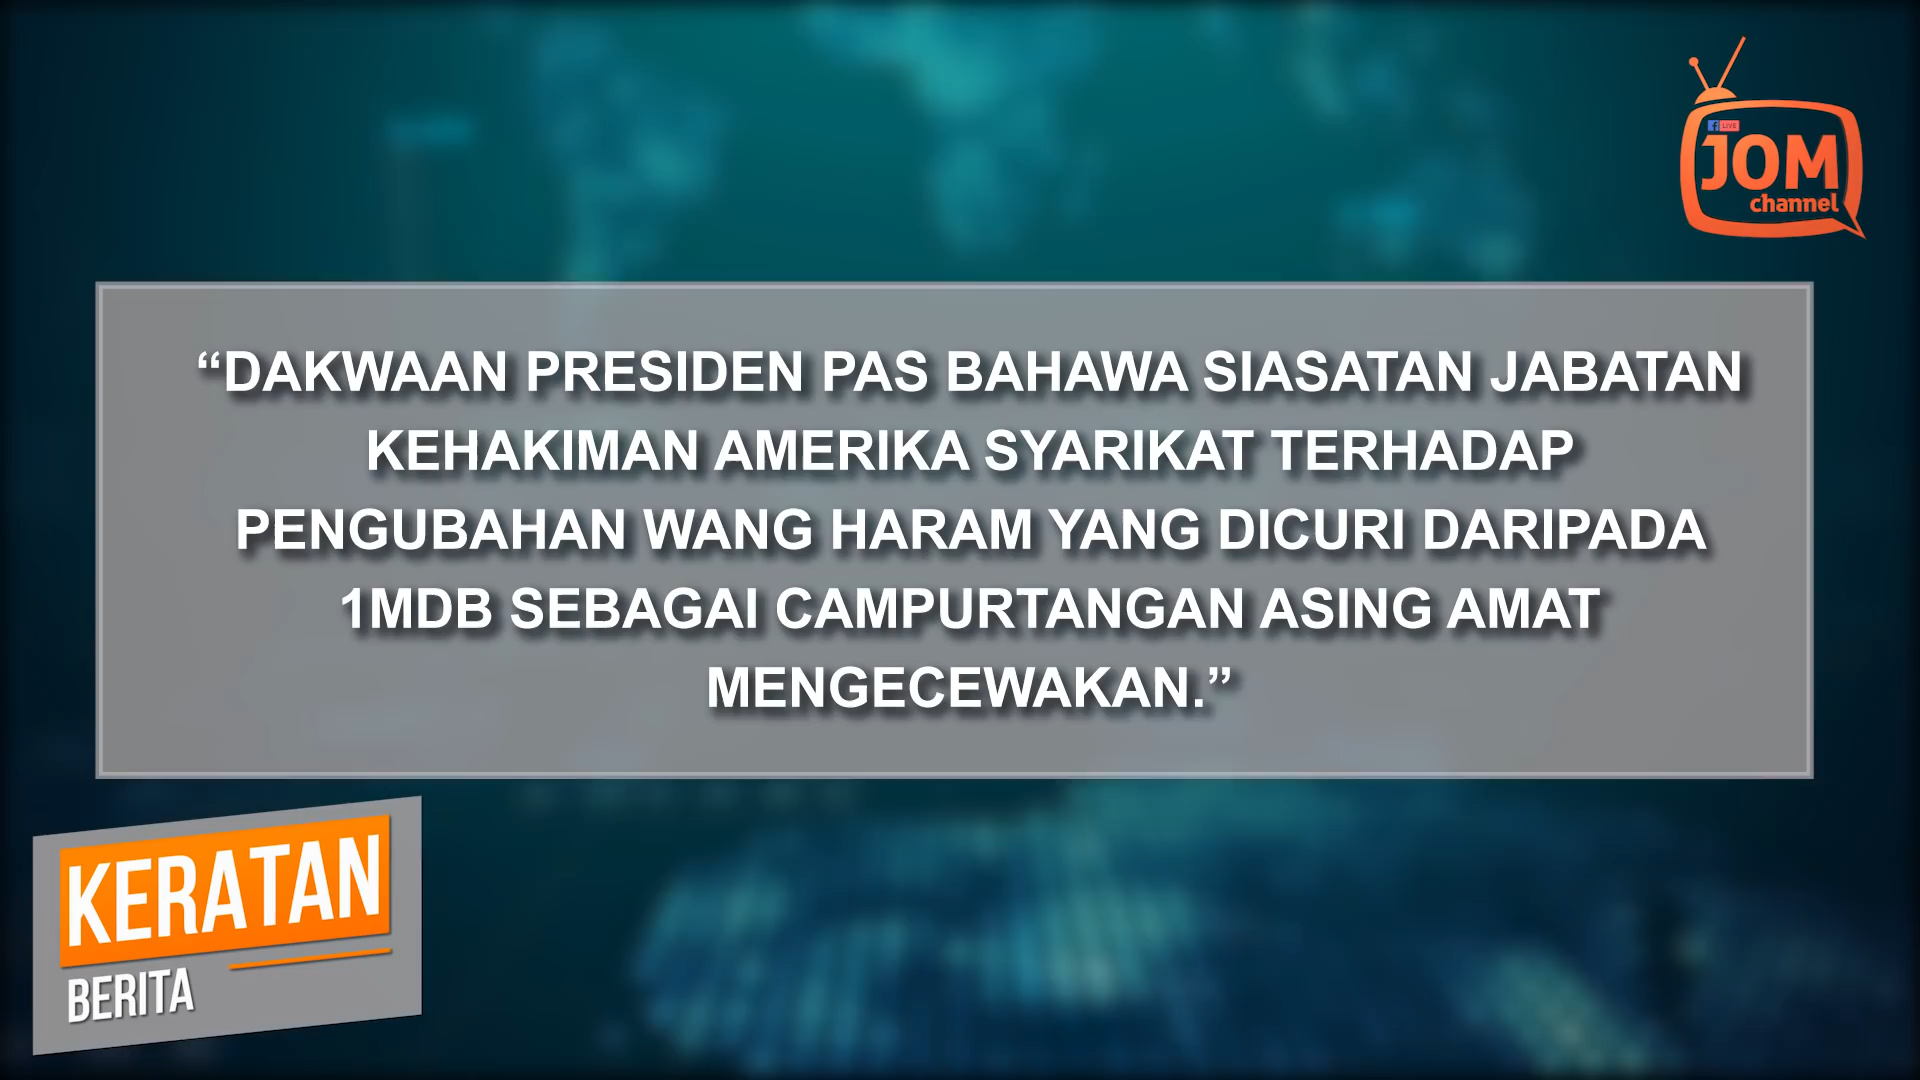 LIVE
JOM
channel
“DAKWAAN PRESIDEN PAS BAHAWA SIASATAN JABATAN
KEHAKIMAN AMERIKA SYARIKAT TERHADAP
PENGUBAHAN WANG HARAM YANG DICURI DARIPADA
1MDB SEBAGAI CAMPURTANGAN ASING AMAT
MENGECEWAKAN.”
KERATAN
BERITA